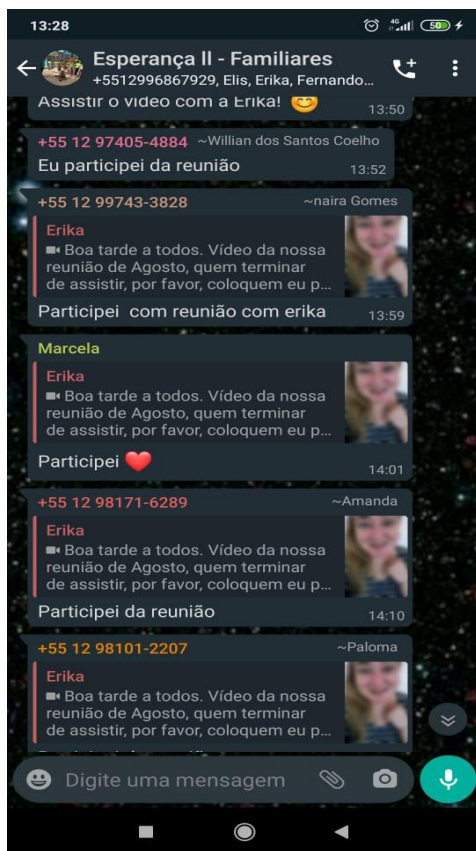 13:28
4G
50
Esperança ll - Familiares
+5512996867929, Elis, Erika, Fernando...
Assistir o vídeo com a Erika! 😊
13:50
+55 12 97405-4884 ~Willian dos Santos Coelho
Eu participei da reunião
13:52
+55 12 99743-3828 ~naira Gomes
Erika
Boa tarde a todos. Vídeo da nossa
reunião de Agosto, quem terminar
de assistir, por favor, coloquem eu p...
Participei com reunião com erika
13:59
Marcela
Erika
Boa tarde a todos. Vídeo da nossa
reunião de Agosto, quem terminar
de assistir, por favor, coloquem eu p...
Participei ❤️
14:01
+55 12 98171-6289 ~Amanda
Erika
Boa tarde a todos. Vídeo da nossa
reunião de Agosto, quem terminar
de assistir, por favor, coloquem eu p...
Participei da reunião
14:10
+55 12 98101-2207 ~Paloma
Erika
Boa tarde a todos. Vídeo da nossa
reunião de Agosto, quem terminar
de assistir, por favor, coloquem eu p...
Digite uma mensagem